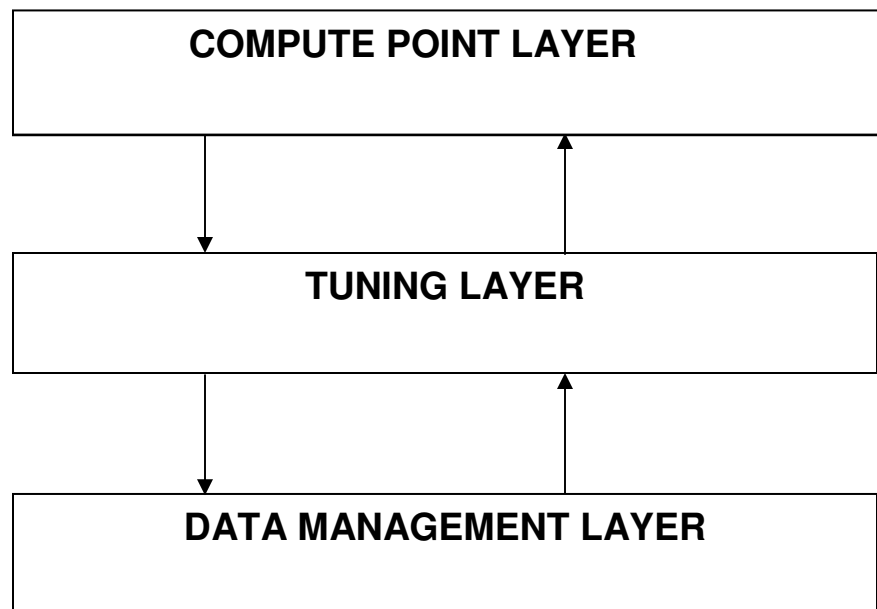 COMPUTE POINT LAYER
TUNING LAYER
DATA MANAGEMENT LAYER